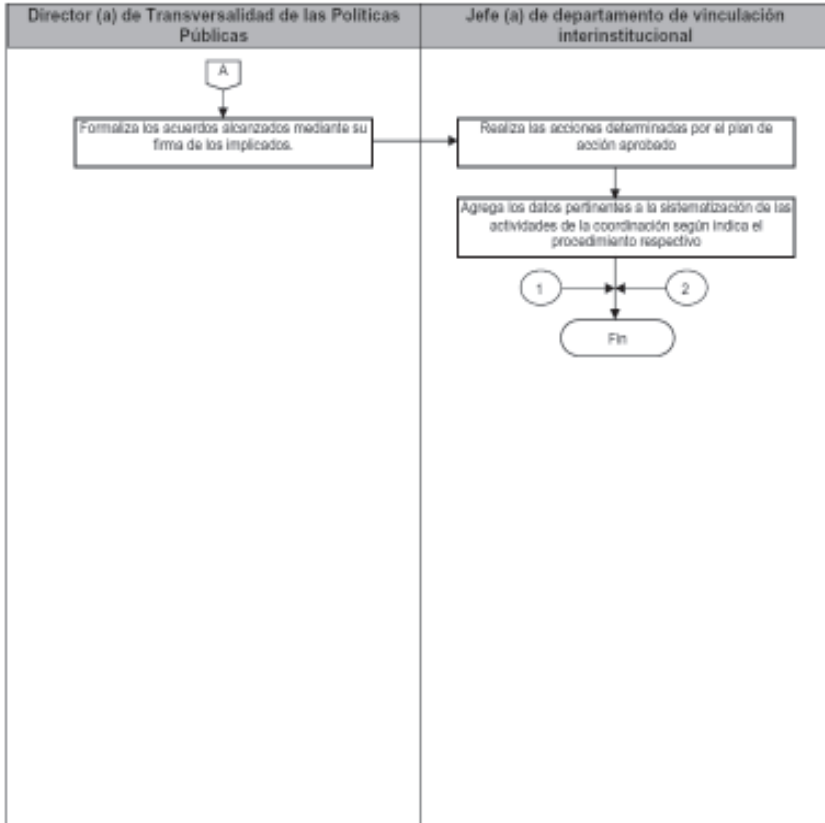 Director (a) de Transversalidad de las Políticas
Públicas
Jefe (a) de departamento de vinculación
interinstitucional
A
Formaliza los acuerdos alcanzados mediante su
firma de los implicados.
Realiza las acciones determinadas por el plan de
acción aprobado
Agrega los datos pertinentes a la sistematización de las
actividades de la coordinación según indica el
procedimiento respectivo
1
2
Fin